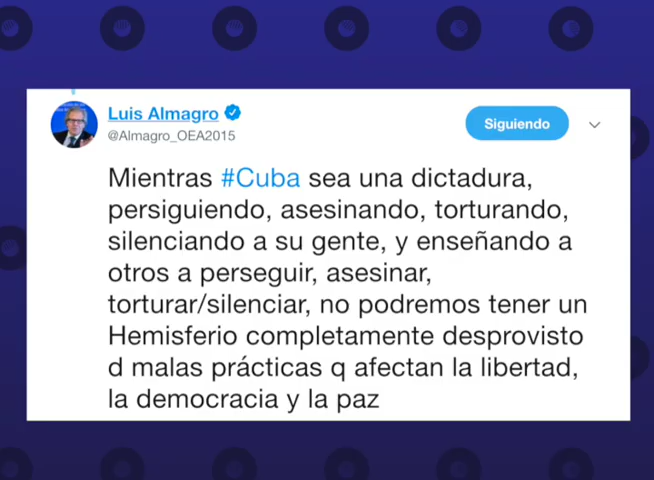 Luis Almagro
@Almagro_OEA2015
Siguiendo
Mientras #Cuba sea una dictadura,
persiguiendo, asesinando, torturando,
silenciando a su gente, y enseñando a
otros a perseguir, asesinar,
torturar/silenciar, no podremos tener un
Hemisferio completamente desprovisto
d malas prácticas q afectan la libertad,
la democracia y la paz